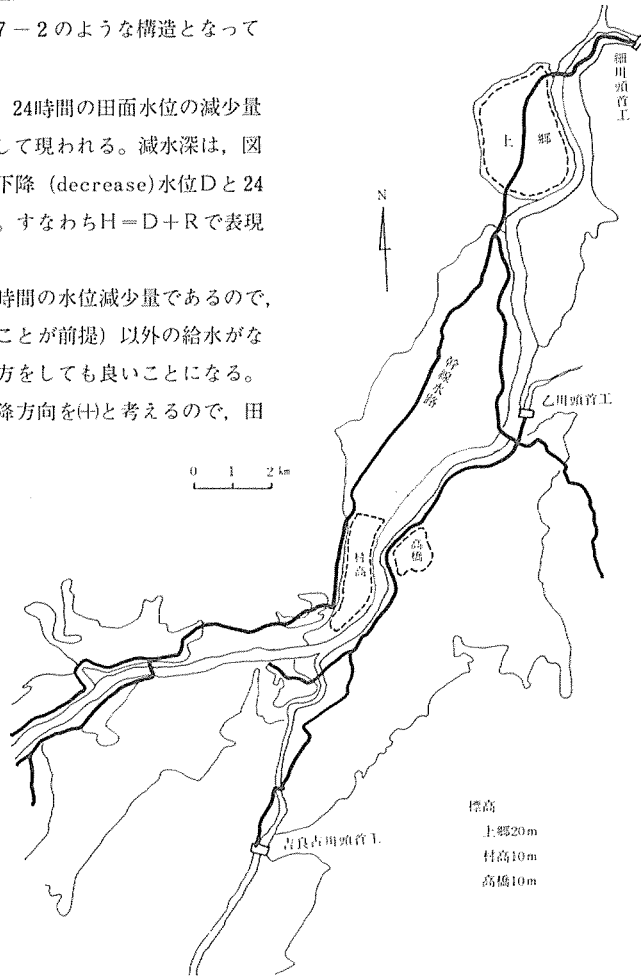 7-2のような構造となって
24時間の田面水位の減少量
して現われる。減水深は，図
下降 (decrease)水位Dと24
。すなわちH=D+Rで表現
時間の水位減少量であるので，
ことが前提）以外の給水がな
方をしても良いことになる。
降方向を(+)と考えるので，田
細川頭首工
上郷
N
幹線水路
乙川頭首工
0 1 2 km
村高
高橋
吉良古川頭首工
標高
上郷20m
村高10m
高橋10m